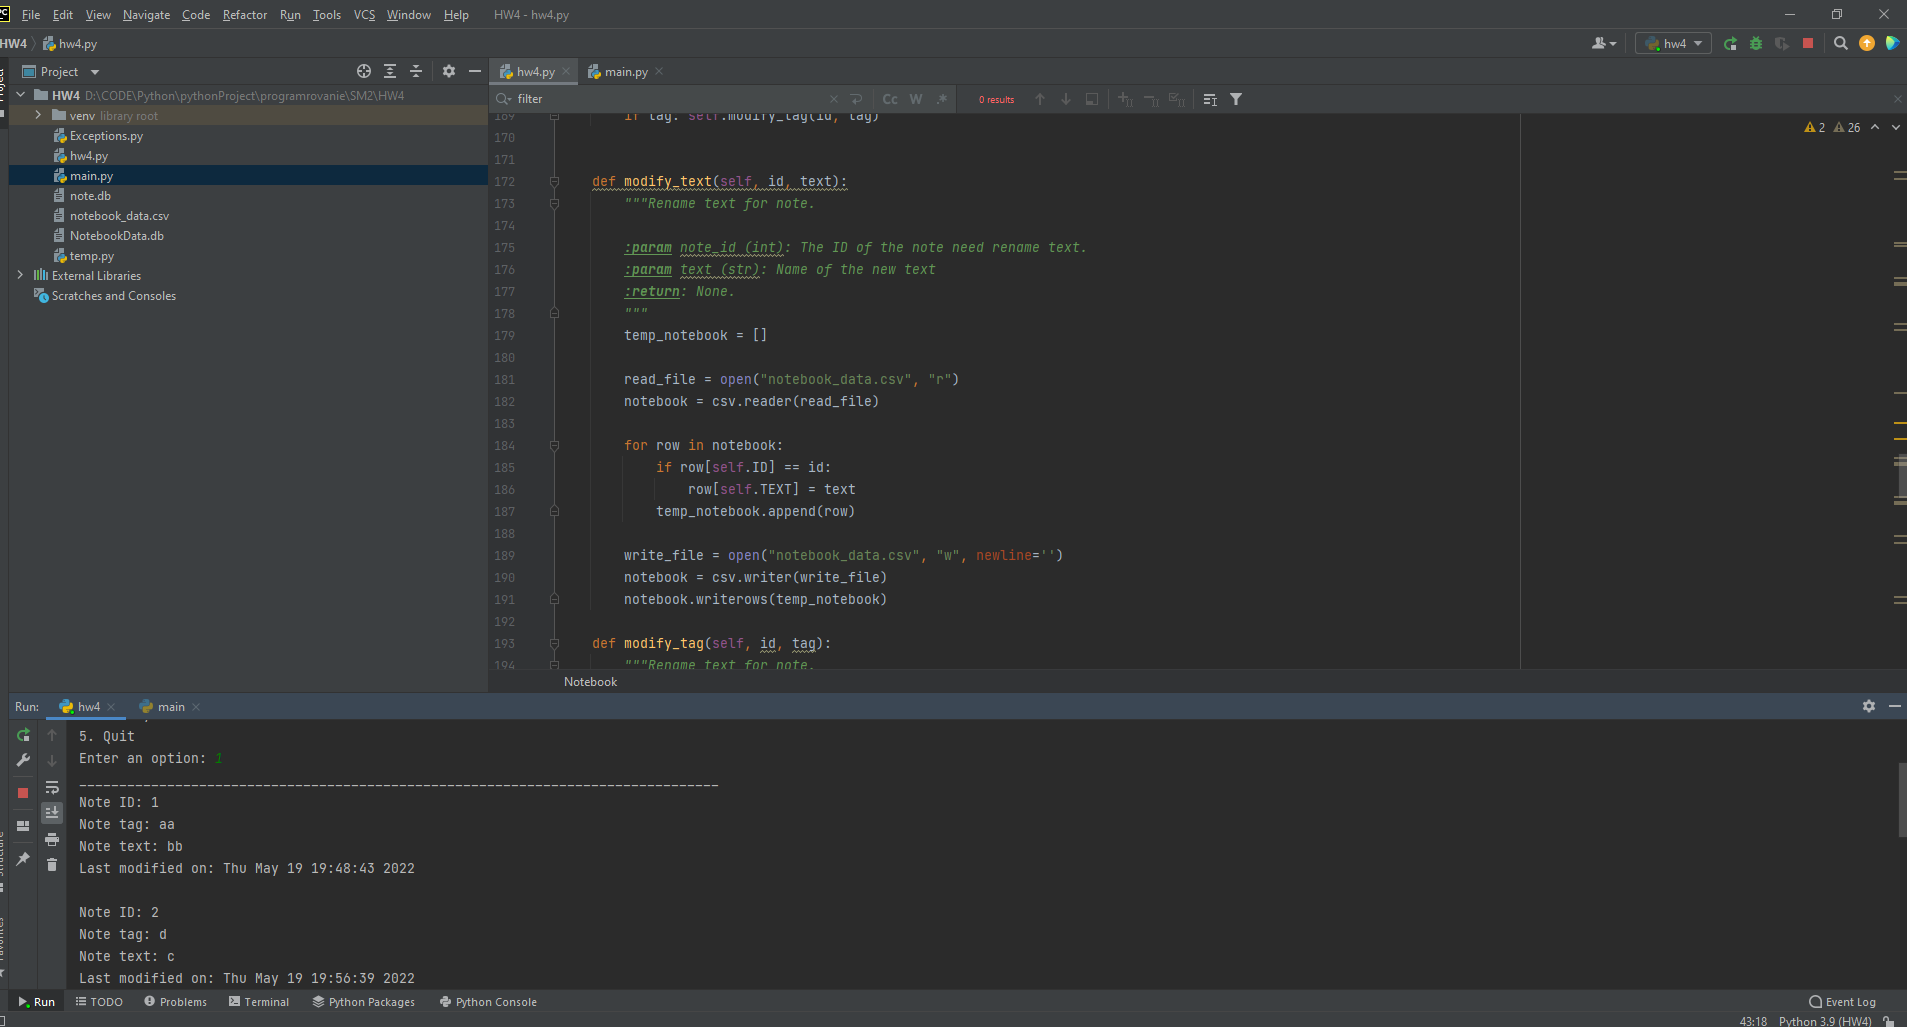 File Edit View Navigate Code Refactor Run Tools VCS Window Help HW4 - hw4.py
HW4 hw4.py
hw4
Project
hw4.py
main.py
HW4 D:\CODE\Python\pythonProject\programrovanie\SM2\HW4
venv library root
Exceptions.py
hw4.py
main.py
note.db
notebook_data.csv
NotebookData.db
temp.py
External Libraries
Scratches and Consoles
filter
Cc W .* 0 results
2 26
169 if tag: self.modify_tag(id, tag)
170
171
172 def modify_text(self, id, text):
173 """Rename text for note.
174
175 :param note_id (int): The ID of the note need rename text.
176 :param text (str): Name of the new text
177 :return: None.
178 """
179 temp_notebook = []
180
181 read_file = open("notebook_data.csv", "r")
182 notebook = csv.reader(read_file)
183
184 for row in notebook:
185 if row[self.ID] == id:
186 row[self.TEXT] = text
187 temp_notebook.append(row)
188
189 write_file = open("notebook_data.csv", "w", newline='')
190 notebook = csv.writer(write_file)
191 notebook.writerows(temp_notebook)
192
193 def modify_tag(self, id, tag):
194 """Rename text for note.
Notebook
Run: hw4 main
5. Quit
Enter an option: 1
________________________________________________________________________________
Note ID: 1
Note tag: aa
Note text: bb
Last modified on: Thu May 19 19:48:43 2022
Note ID: 2
Note tag: d
Note text: c
Last modified on: Thu May 19 19:56:39 2022
Run TODO Problems Terminal Python Packages Python Console Event Log
43:18 Python 3.9 (HW4)